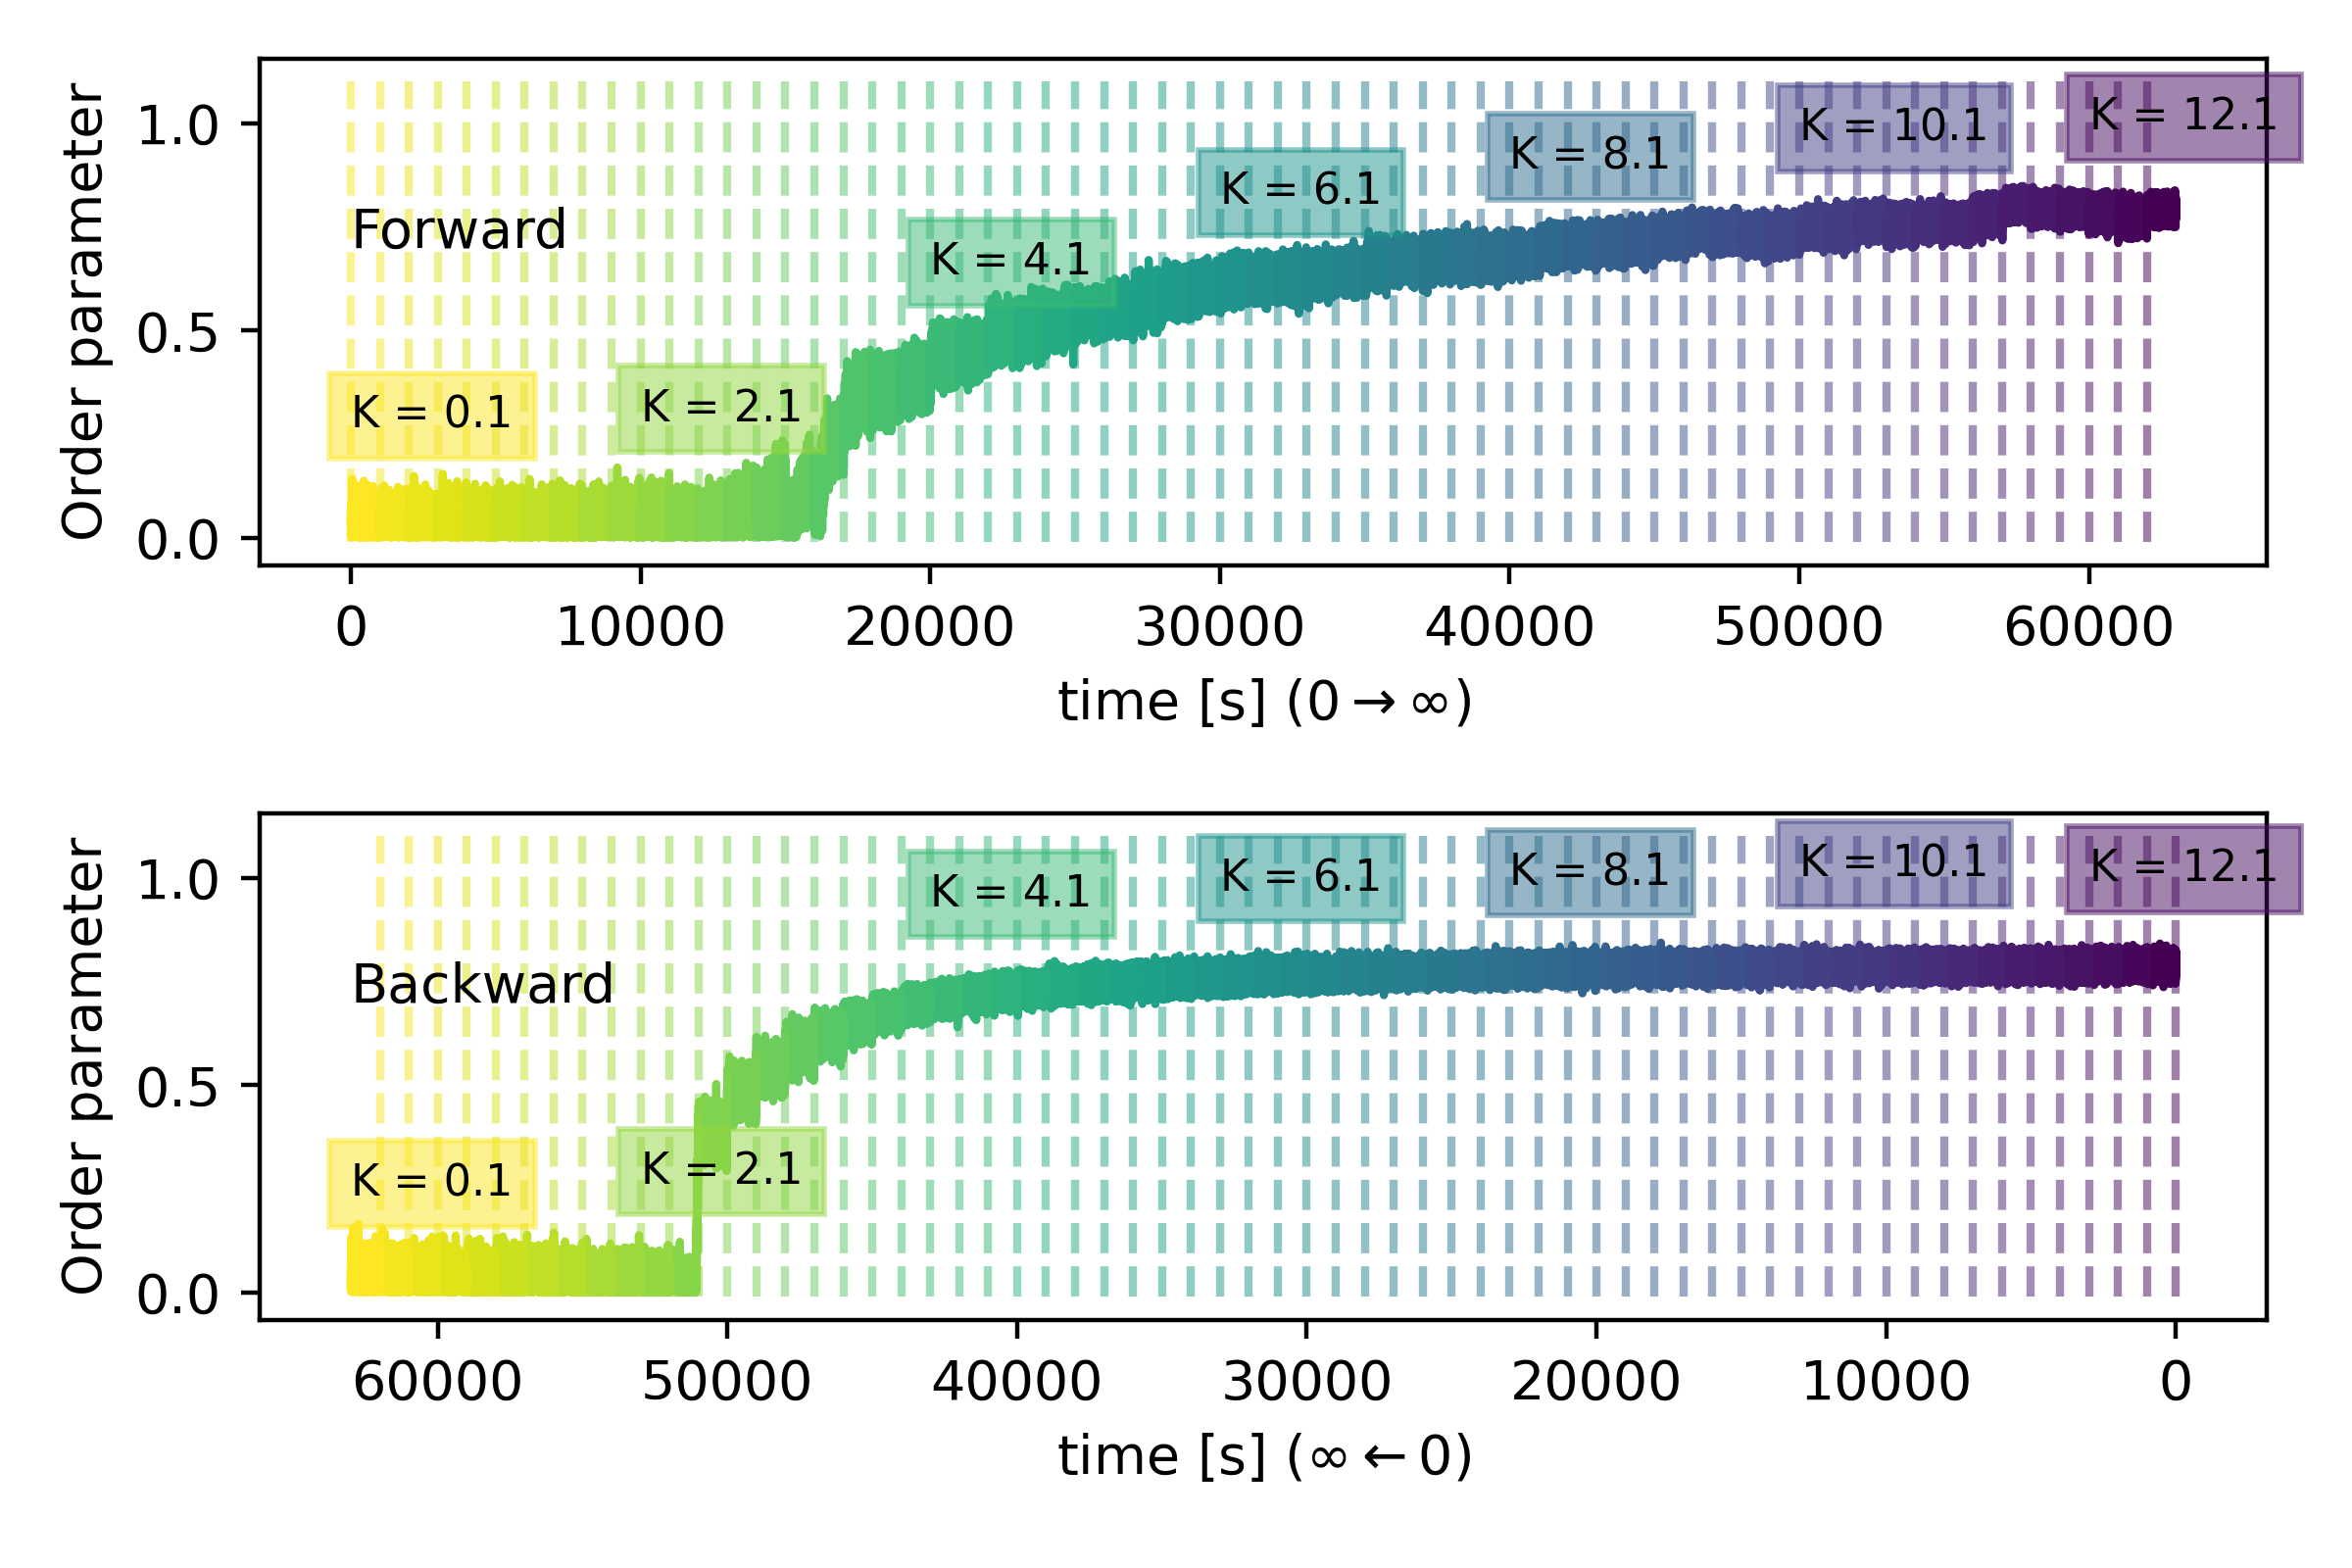 Order parameter
1.0
0.5
0.0
Forward
K = 0.1
K = 2.1
K = 4.1
K = 6.1
K = 8.1
K = 10.1
K = 12.1
0 10000 20000 30000 40000 50000 60000
time [s] (0 → ∞)
Order parameter
1.0
0.5
0.0
Backward
K = 0.1
K = 2.1
K = 4.1
K = 6.1
K = 8.1
K = 10.1
K = 12.1
60000 50000 40000 30000 20000 10000 0
time [s] (∞ ← 0)